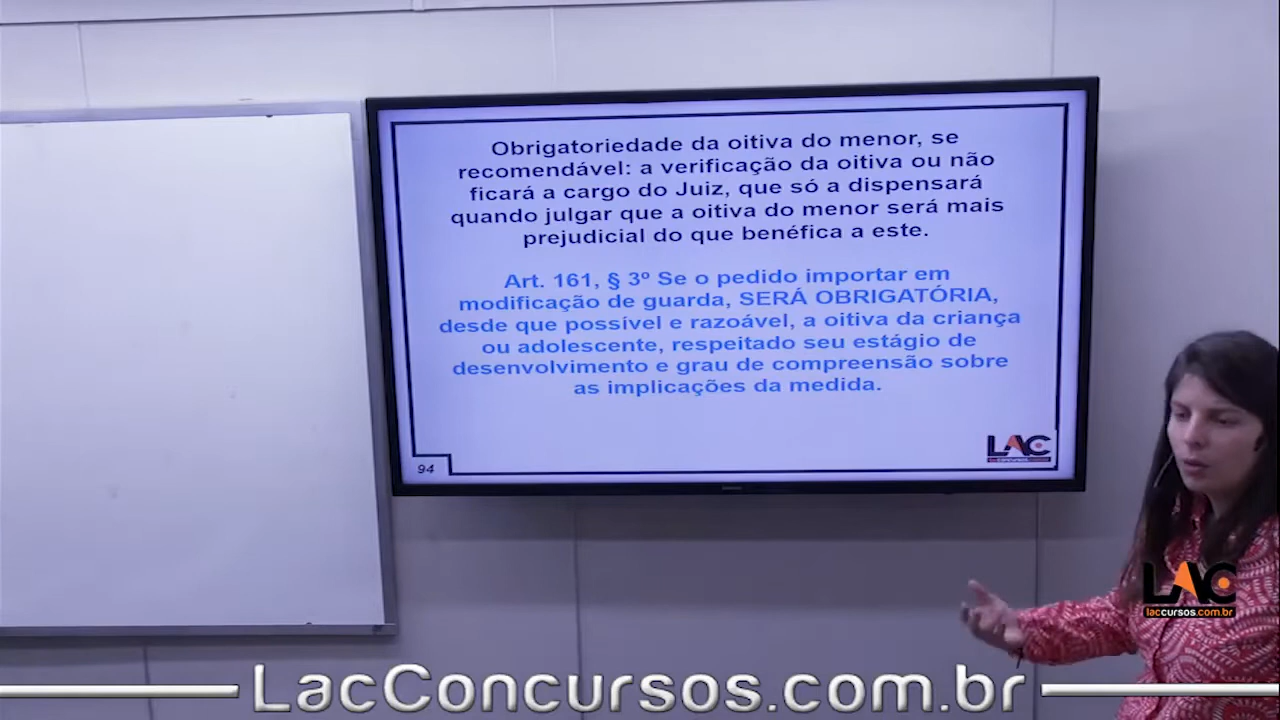 Obrigatoriedade da oitiva do menor, se
recomendável: a verificação da oitiva ou não
ficará a cargo do Juiz, que só a dispensará
quando julgar que a oitiva do menor será mais
prejudicial do que benéfica a este.
Art. 161, § 3º Se o pedido importar em
modificação de guarda, SERÁ OBRIGATÓRIA,
desde que possível e razoável, a oitiva da criança
ou adolescente, respeitado seu estágio de
desenvolvimento e grau de compreensão sobre
as implicações da medida.
94
LAC
LAC
laccursos.com.br
LacConcursos.com.br